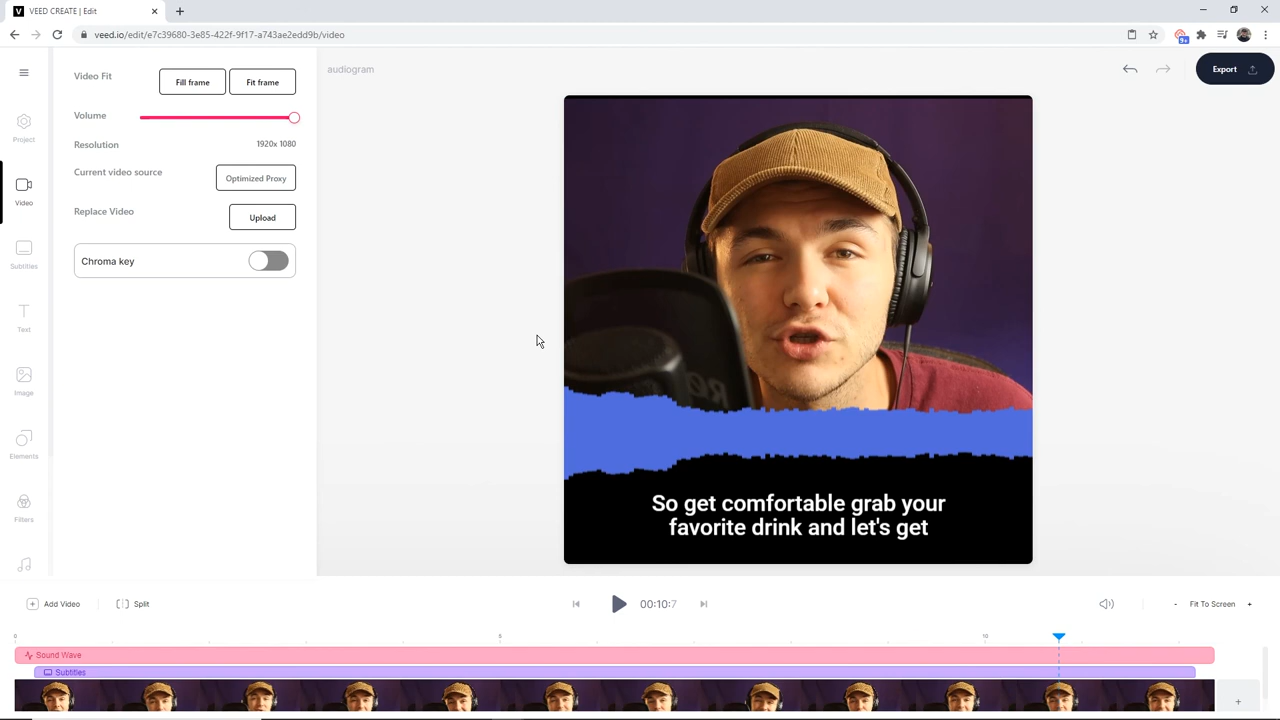 VEED CREATE | Edit
veed.io/edit/e7c39680-3e85-422f-9f17-a743ae2edd9b/video
9+
Project
Video
Subtitles
Text
Image
Elements
Filters
Video Fit
Fill frame
Fit frame
Volume
Resolution
1920x 1080
Current video source
Optimized Proxy
Replace Video
Upload
Chroma key
audiogram
Export
So get comfortable grab your
favorite drink and let's get
Add Video
Split
00:10:7
- Fit To Screen +
0
5
10
Sound Wave
Subtitles
+